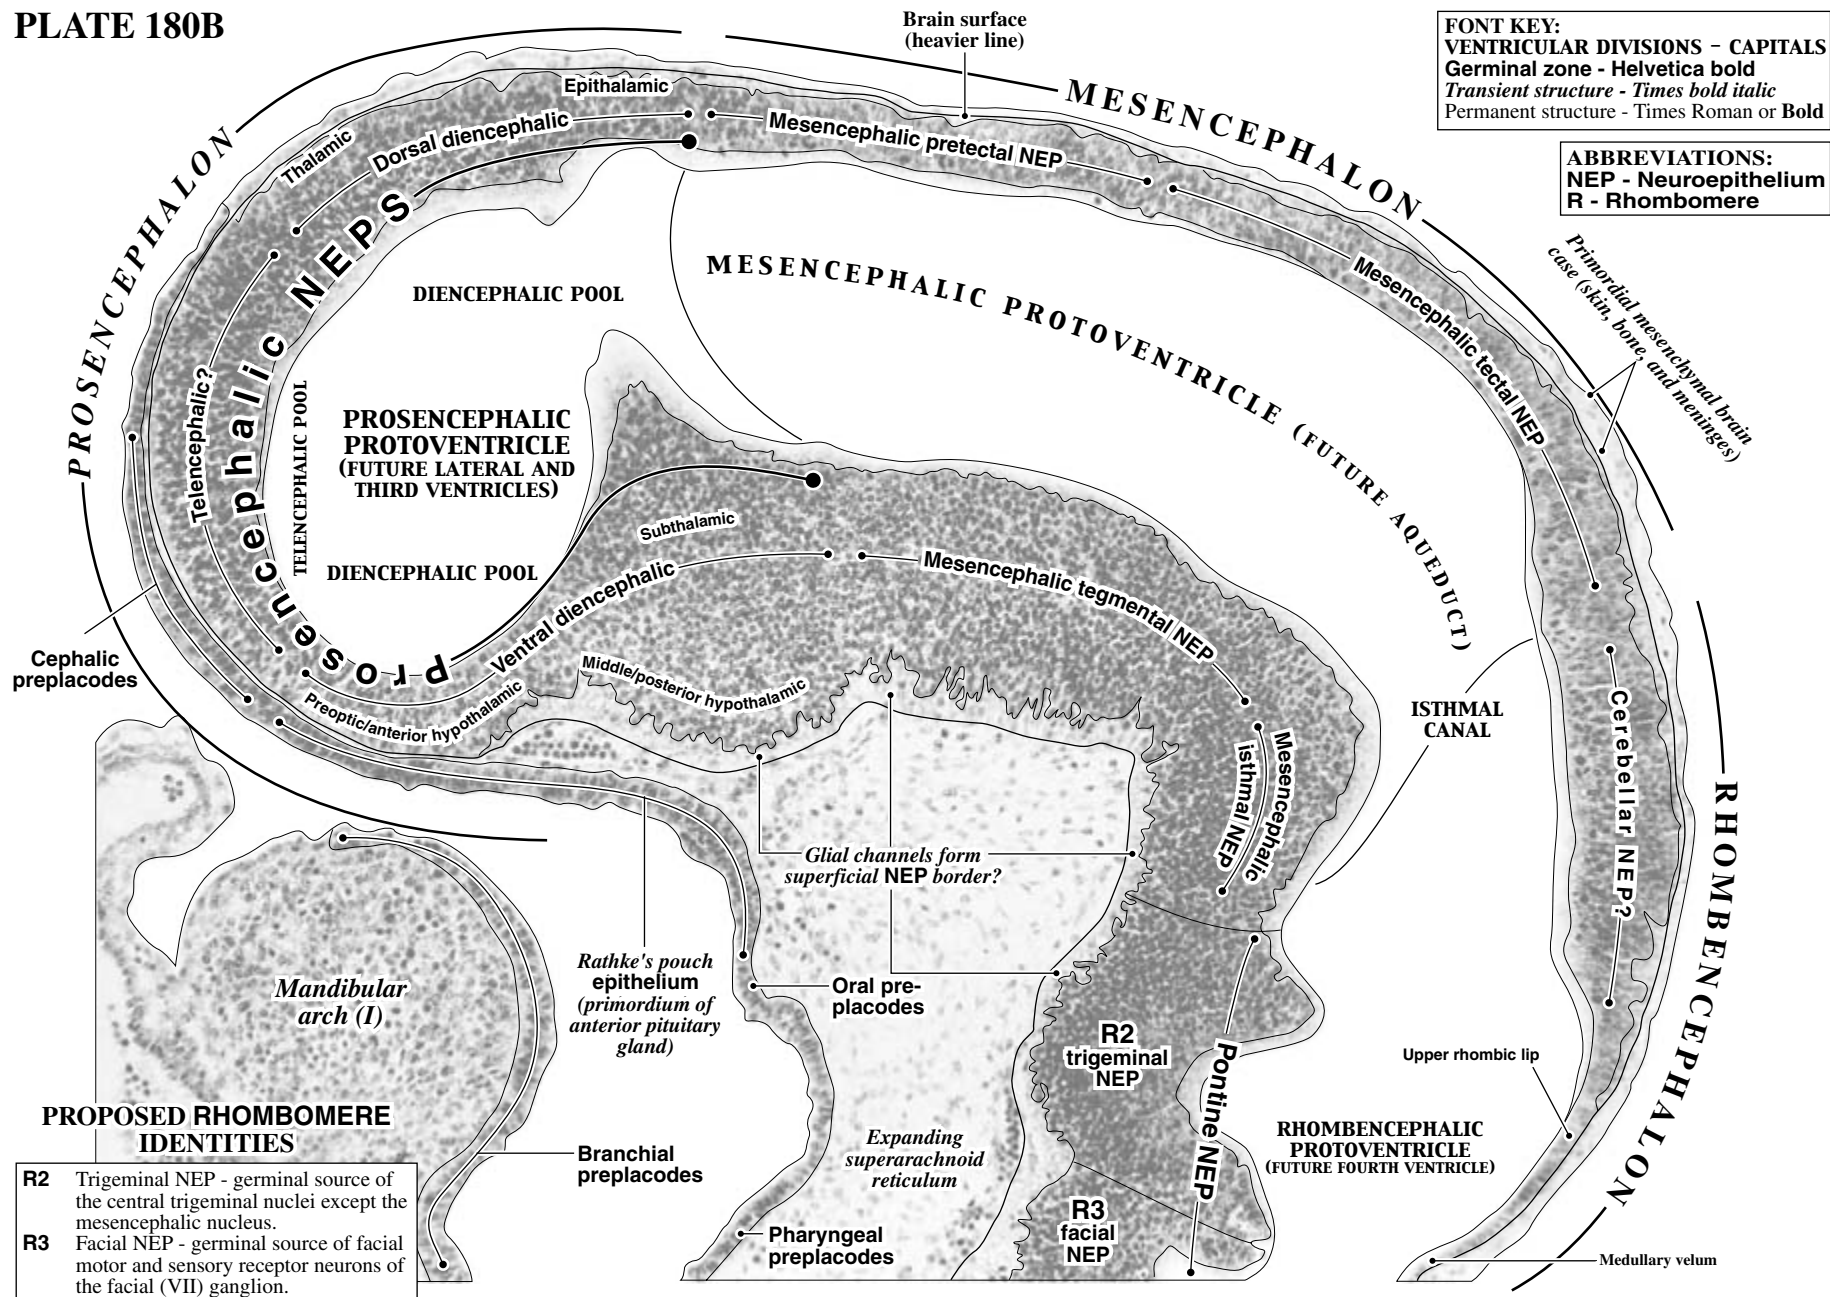 PLATE 180B
Brain surface
(heavier line)
FONT KEY:
VENTRICULAR DIVISIONS – CAPITALS
Germinal zone - Helvetica bold
Transient structure - Times bold italic
Permanent structure - Times Roman or Bold
ABBREVIATIONS:
NEP - Neuroepithelium
R - Rhombomere
PROSENCEPHALON
MESENCEPHALON
RHOMBENCEPHALON
Epithalamic
Thalamic
Dorsal diencephalic
Mesencephalic pretectal NEP
Mesencephalic tectal NEP
Primordial mesenchymal brain
case (skin, bone, and meninges)
Prosencephalic NEPS
Telencephalic?
TELENCEPHALIC POOL
DIENCEPHALIC POOL
MESENCEPHALIC PROTOVENTRICLE (FUTURE AQUEDUCT)
PROSENCEPHALIC
PROTOVENTRICLE
(FUTURE LATERAL AND
THIRD VENTRICLES)
DIENCEPHALIC POOL
Subthalamic
Ventral diencephalic
Mesencephalic tegmental NEP
Middle/posterior hypothalamic
Preoptic/anterior hypothalamic
Cephalic
preplacodes
Mesencephalic
isthmal NEP
ISTHMAL
CANAL
Cerebellar NEP?
Glial channels form
superficial NEP border?
Rathke's pouch
epithelium
(primordium of
anterior pituitary
gland)
Oral pre-
placodes
Mandibular
arch (I)
R2
trigeminal
NEP
Pontine NEP
Upper rhombic lip
RHOMBENCEPHALIC
PROTOVENTRICLE
(FUTURE FOURTH VENTRICLE)
Expanding
superarachnoid
reticulum
Branchial
preplacodes
R3
facial
NEP
Pharyngeal
preplacodes
Medullary velum
PROPOSED RHOMBOMERE
IDENTITIES
R2 Trigeminal NEP - germinal source of
the central trigeminal nuclei except the
mesencephalic nucleus.
R3 Facial NEP - germinal source of facial
motor and sensory receptor neurons of
the facial (VII) ganglion.